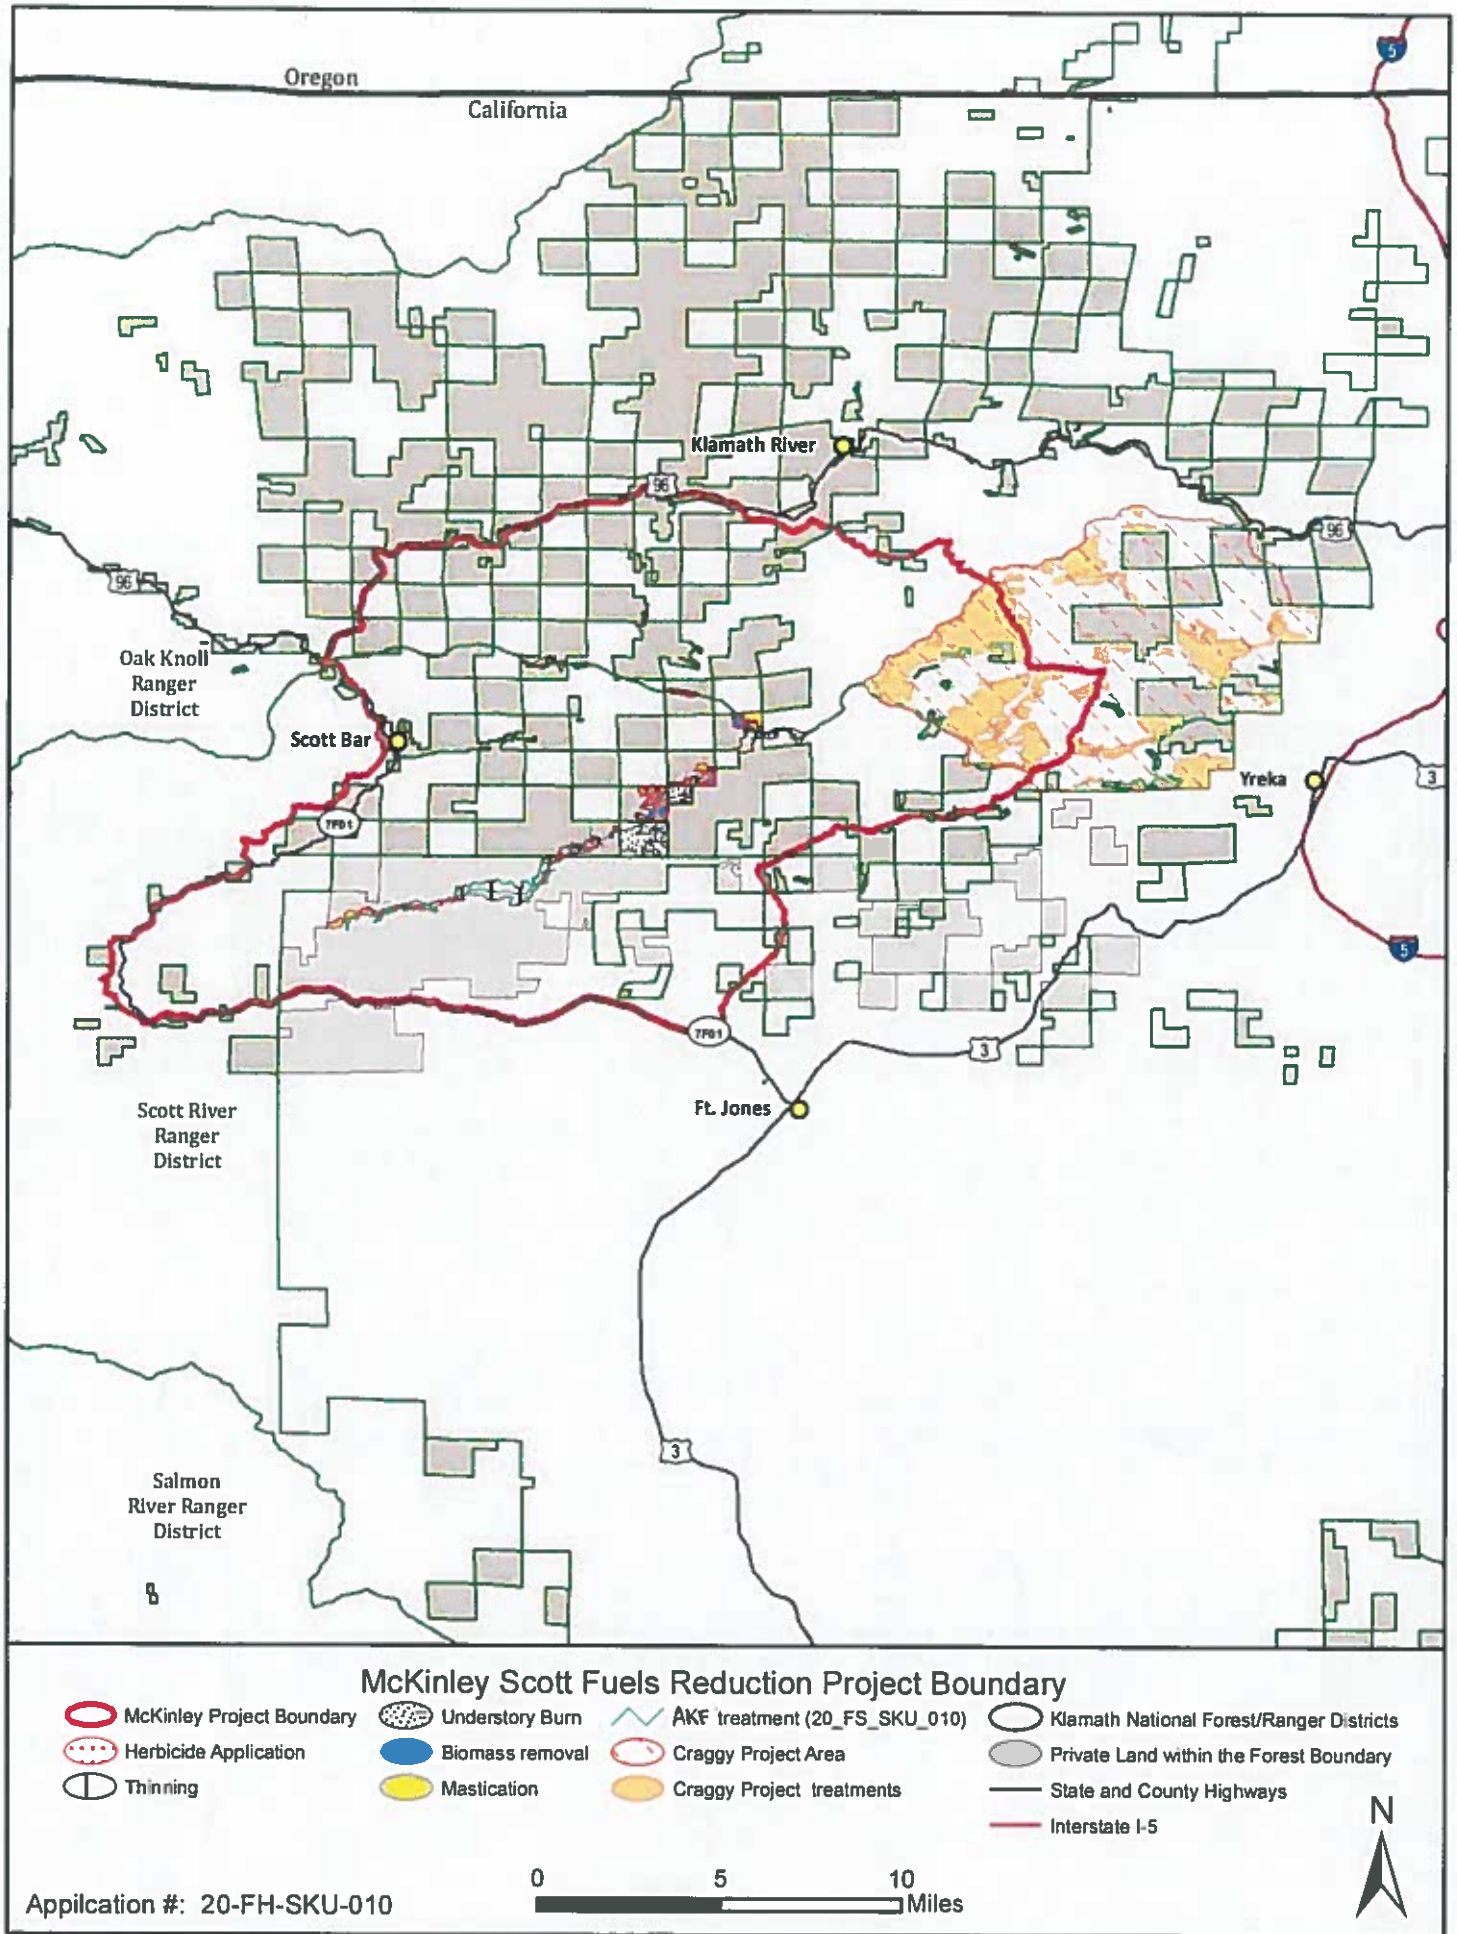 5
Oregon
California
Klamath River
96
96
96
Oak Knoll
Ranger
District
Scott Bar
Yreka
3
7F01
5
7F01
3
Ft. Jones
Scott River
Ranger
District
3
Salmon
River Ranger
District
McKinley Scott Fuels Reduction Project Boundary
McKinley Project Boundary
Understory Burn
AKF treatment (20_FS_SKU_010)
Klamath National Forest/Ranger Districts
Herbicide Application
Biomass removal
Craggy Project Area
Private Land within the Forest Boundary
Thinning
Mastication
Craggy Project treatments
State and County Highways
Interstate I-5
N
0 5 10
Miles
Appilcation #: 20-FH-SKU-010